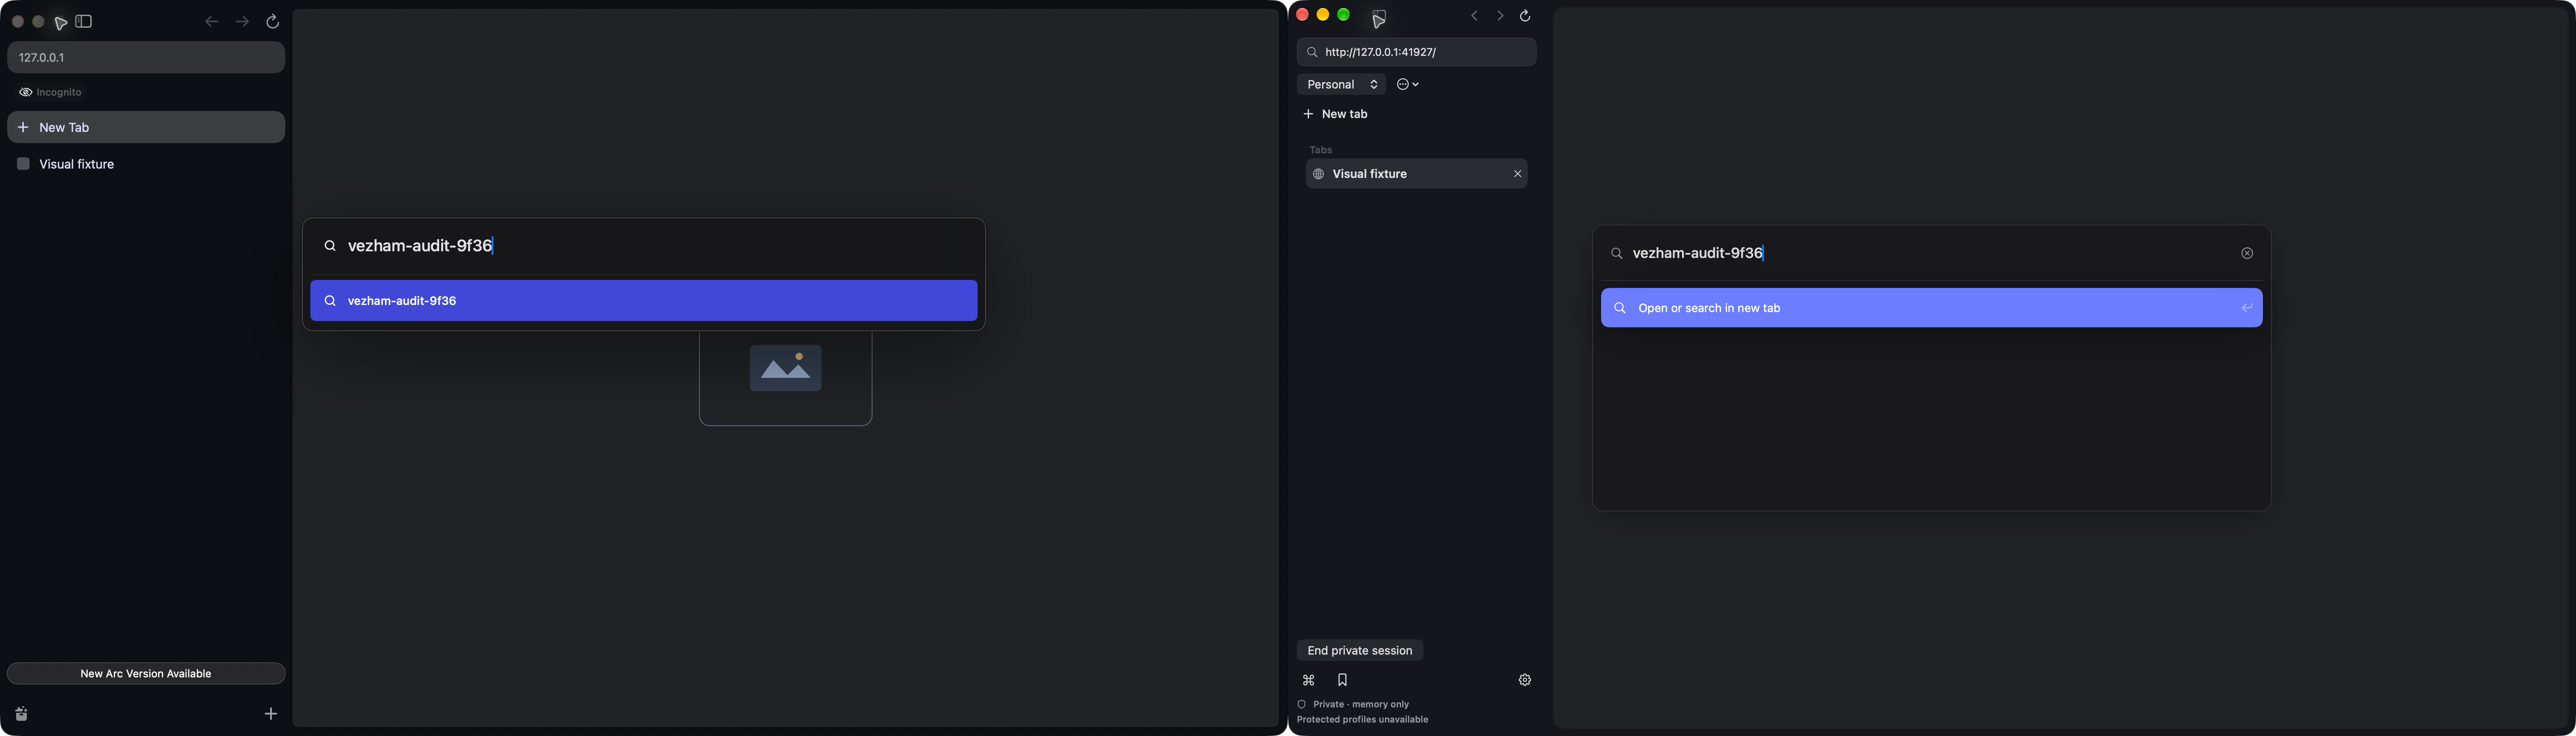 127.0.0.1
Incognito
New Tab
Visual fixture
vezham-audit-9f36
vezham-audit-9f36
New Arc Version Available
http://127.0.0.1:41927/
Personal
New tab
Tabs
Visual fixture
vezham-audit-9f36
Open or search in new tab
End private session
Private · memory only
Protected profiles unavailable